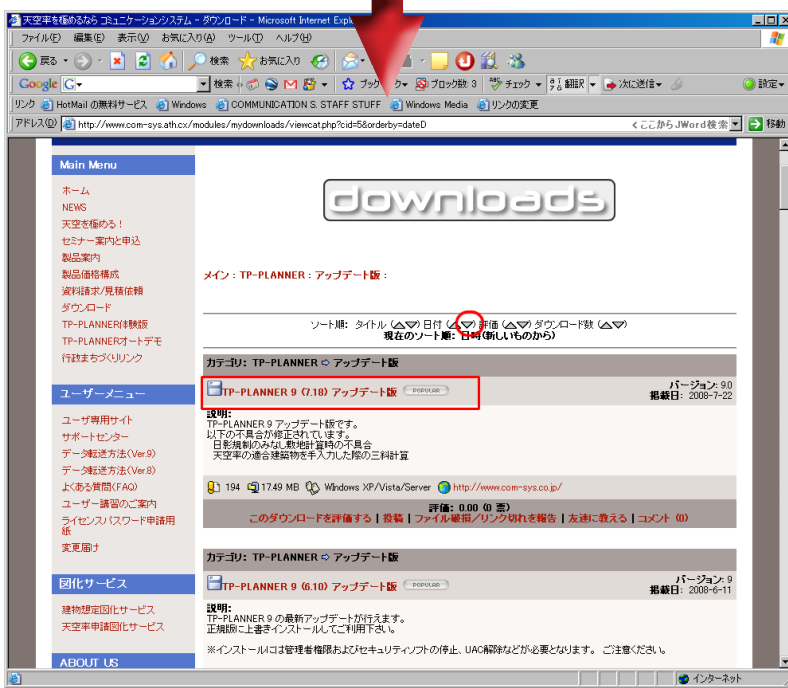 天空率を極めるなら コミュニケーションシステム - ダウンロード - Microsoft Internet Expl
ファイル(F) 編集(E) 表示(V) お気に入り(A) ツール(T) ヘルプ(H)
戻る 検索 お気に入り
Google G 検索 ブックマーク ブロック数 3 チェック 翻訳 次に送信 設定
リンク HotMail の無料サービス Windows COMMUNICATION S. STAFF STUFF Windows Media リンクの変更
アドレス(D) http://www.com-sys.ath.cx/modules/mydownloads/viewcat.php?cid=5&orderby=dateD <ここから JWord検索 移動
Main Menu
ホーム
NEWS
天空を極める!
セミナー案内と申込
製品案内
製品価格構成
資料請求/見積依頼
ダウンロード
TP-PLANNER体験版
TP-PLANNERオートデモ
行政まちづくりリンク
ユーザーメニュー
ユーザ専用サイト
サポートセンター
データ転送方法(Ver.9)
データ転送方法(Ver.8)
よくある質問(FAQ)
ユーザー講習のご案内
ライセンスパスワード申請用
紙
変更届け
図化サービス
建物想定図化サービス
天空率申請図化サービス
ABOUT US
downloads
メイン : TP-PLANNER : アップデート版 :
ソート順: タイトル (△▽) 日付 (△▽) 評価 (△▽) ダウンロード数 (△▽)
現在のソート順: 日時(新しいものから)
カテゴリ: TP-PLANNER ⇨ アップデート版
TP-PLANNER 9 (7.18) アップデート版 POPULAR バージョン: 9.0
掲載日: 2008-7-22
説明:
TP-PLANNER 9 アップデート版です。
以下の不具合が修正されています。
日影規制のみなし敷地計算時の不具合
天空率の適合建築物を手入力した際の三斜計算
194 17.49 MB Windows XP/Vista/Server http://www.com-sys.co.jp/
評価: 0.00 (0 票)
このダウンロードを評価する | 投稿 | ファイル破損/リンク切れを報告 | 友達に教える | コメント (0)
カテゴリ: TP-PLANNER ⇨ アップデート版
TP-PLANNER 9 (6.10) アップデート版 POPULAR バージョン: 9
掲載日: 2008-6-11
説明:
TP-PLANNER 9 の最新アップデートが行えます。
正規版に上書きインストールしてご利用下さい。
※インストールには管理者権限およびセキュリティソフトの停止、UAC解除などが必要となります。 ご注意ください。
インターネット